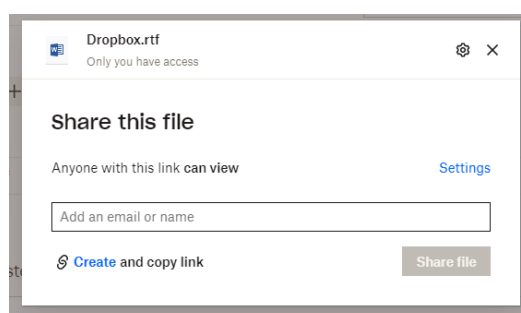 Dropbox.rtf
Only you have access
Share this file
Anyone with this link can view
Settings
Add an email or name
Create and copy link
Share file